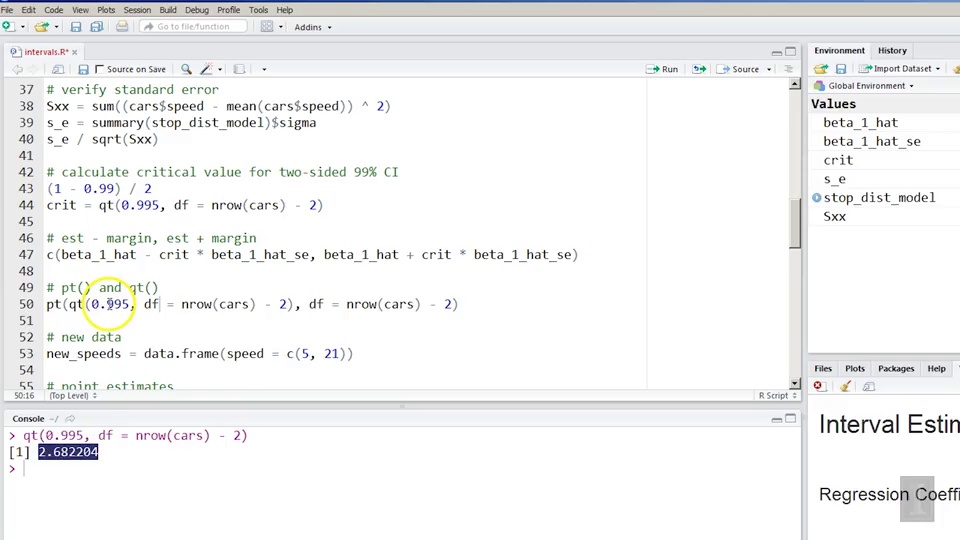 File Edit Code View Plots Session Build Debug Profile Tools Help
Go to file/function Addins
intervals.R*
Source on Save Run Source
37 # verify standard error
38 Sxx = sum((cars$speed - mean(cars$speed)) ^ 2)
39 s_e = summary(stop_dist_model)$sigma
40 s_e / sqrt(Sxx)
41
42 # calculate critical value for two-sided 99% CI
43 (1 - 0.99) / 2
44 crit = qt(0.995, df = nrow(cars) - 2)
45
46 # est - margin, est + margin
47 c(beta_1_hat - crit * beta_1_hat_se, beta_1_hat + crit * beta_1_hat_se)
48
49 # pt() and qt()
50 pt(qt(0.995, df = nrow(cars) - 2), df = nrow(cars) - 2)
51
52 # new data
53 new_speeds = data.frame(speed = c(5, 21))
54
55 # point estimates
50:16 (Top Level) R Script
Console ~/
> qt(0.995, df = nrow(cars) - 2)
[1] 2.682204
>
Environment History
Import Dataset
Global Environment
Values
beta_1_hat
beta_1_hat_se
crit
s_e
stop_dist_model
Sxx
Files Plots Packages Help
Interval Estim
Regression Coeffi